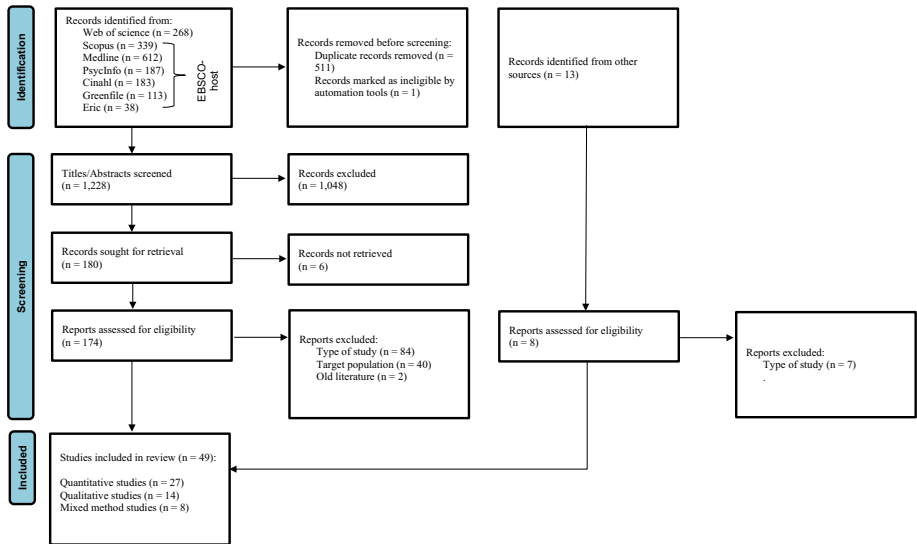 Identification
Records identified from:
Web of science (n = 268)
Scopus (n = 339)
Medline (n = 612)
PsycInfo (n = 187)
Cinahl (n = 183)
Greenfile (n = 113)
Eric (n = 38)
EBSCO-
host
Records removed before screening:
Duplicate records removed (n =
511)
Records marked as ineligible by
automation tools (n = 1)
Records identified from other
sources (n = 13)
Screening
Titles/Abstracts screened
(n = 1,228)
Records excluded
(n = 1,048)
Records sought for retrieval
(n = 180)
Records not retrieved
(n = 6)
Reports assessed for eligibility
(n = 174)
Reports excluded:
Type of study (n = 84)
Target population (n = 40)
Old literature (n = 2)
Reports assessed for eligibility
(n = 8)
Reports excluded:
Type of study (n = 7)
.
Included
Studies included in review (n = 49):
Quantitative studies (n = 27)
Qualitative studies (n = 14)
Mixed method studies (n = 8)